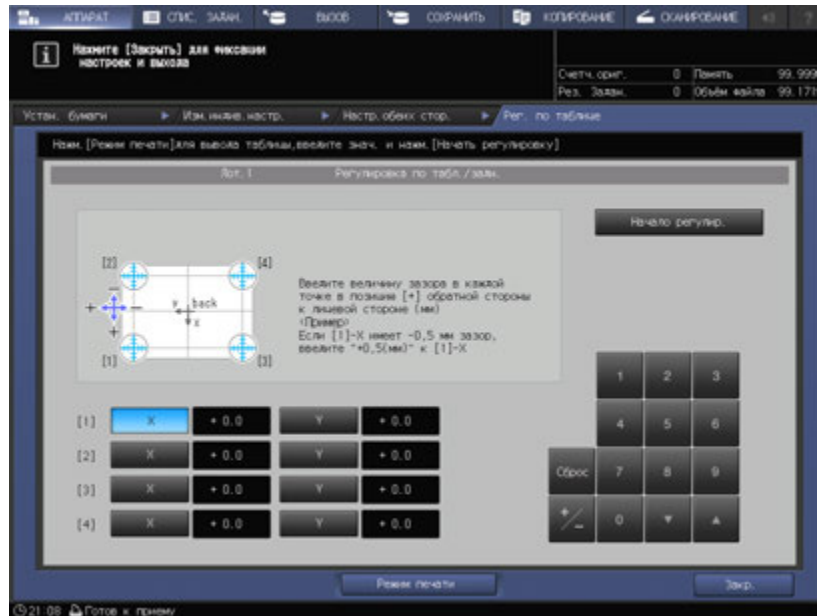 АППАРАТ
СПИС. ЗАДАН.
ВЫЗОВ
СОХРАНИТЬ
КОПИРОВАНИЕ
СКАНИРОВАНИЕ
Нажмите [Закрыть] для фиксации
настроек и выхода
Счетч.ориг. 0 Память 99.999
Рез. Задан. 0 Объём файла
Устан. бумаги
Изм.индив.настр.
Настр.обеих стор.
Рег. по таблице
Наж.[Режим печати]для вывода таблицы,введите знач. и наж.[Начать регулировку]
Лот.1 Регулировка по табл./задн.
Начало регулир.
[2] [4]
y back
x
[1] [3]
Введите величину зазора в каждой
точке в позиции [+] обратной стороны
к лицевой стороне (мм)
<Пример>
Если [1]-X имеет -0,5 мм зазор,
введите "+0,5(мм)" к [1]-X
1 2 3
4 5 6
Сброс 7 8 9
+/- 0 ▼ ▲
[1] X + 0.0 Y + 0.0
[2] X + 0.0 Y + 0.0
[3] X + 0.0 Y + 0.0
[4] X + 0.0 Y + 0.0
Режим печати
Закр.
21:08 Готов к приему